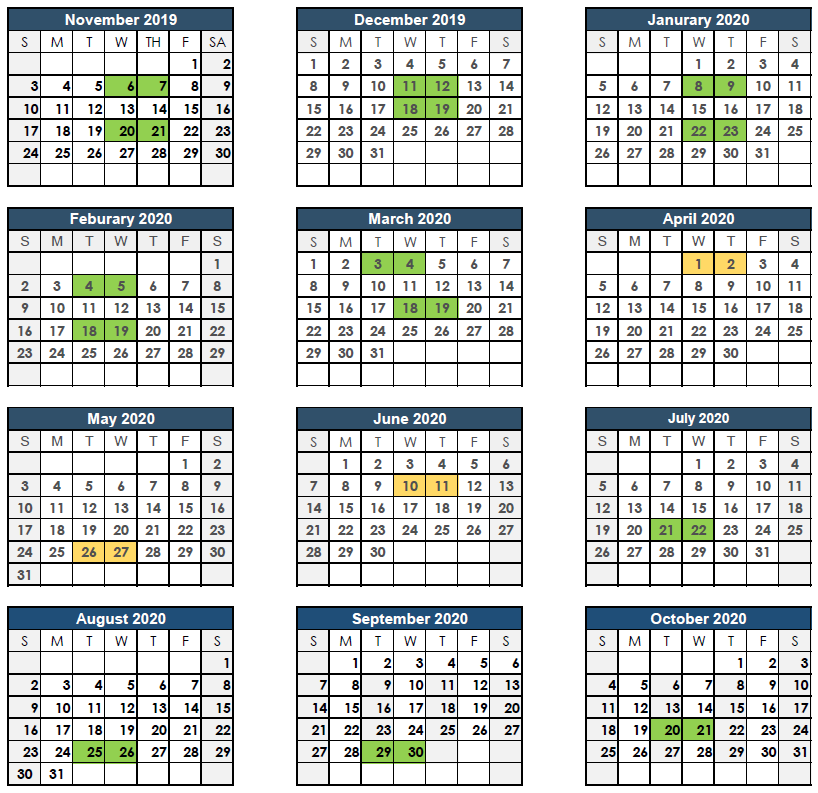 November 2019
S M T W TH F SA
1 2
3 4 5 6 7 8 9
10 11 12 13 14 15 16
17 18 19 20 21 22 23
24 25 26 27 28 29 30
December 2019
S M T W T F S
1 2 3 4 5 6 7
8 9 10 11 12 13 14
15 16 17 18 19 20 21
22 23 24 25 26 27 28
29 30 31
Janurary 2020
S M T W T F S
1 2 3 4
5 6 7 8 9 10 11
12 13 14 15 16 17 18
19 20 21 22 23 24 25
26 27 28 29 30 31
Feburary 2020
S M T W T F S
1
2 3 4 5 6 7 8
9 10 11 12 13 14 15
16 17 18 19 20 21 22
23 24 25 26 27 28 29
March 2020
S M T W T F S
1 2 3 4 5 6 7
8 9 10 11 12 13 14
15 16 17 18 19 20 21
22 23 24 25 26 27 28
29 30 31
April 2020
S M T W T F S
1 2 3 4
5 6 7 8 9 10 11
12 13 14 15 16 17 18
19 20 21 22 23 24 25
26 27 28 29 30
May 2020
S M T W T F S
1 2
3 4 5 6 7 8 9
10 11 12 13 14 15 16
17 18 19 20 21 22 23
24 25 26 27 28 29 30
31
June 2020
S M T W T F S
1 2 3 4 5 6
7 8 9 10 11 12 13
14 15 16 17 18 19 20
21 22 23 24 25 26 27
28 29 30
July 2020
S M T W T F S
1 2 3 4
5 6 7 8 9 10 11
12 13 14 15 16 17 18
19 20 21 22 23 24 25
26 27 28 29 30 31
August 2020
S M T W T F S
1
2 3 4 5 6 7 8
9 10 11 12 13 14 15
16 17 18 19 20 21 22
23 24 25 26 27 28 29
30 31
September 2020
S M T W T F S
1 2 3 4 5 6
7 8 9 10 11 12 13
14 15 16 17 18 19 20
21 22 23 24 25 26 27
27 28 29 30
October 2020
S M T W T F S
1 2 3
4 5 6 7 8 9 10
11 12 13 14 15 16 17
18 19 20 21 22 23 24
25 26 27 28 29 30 31